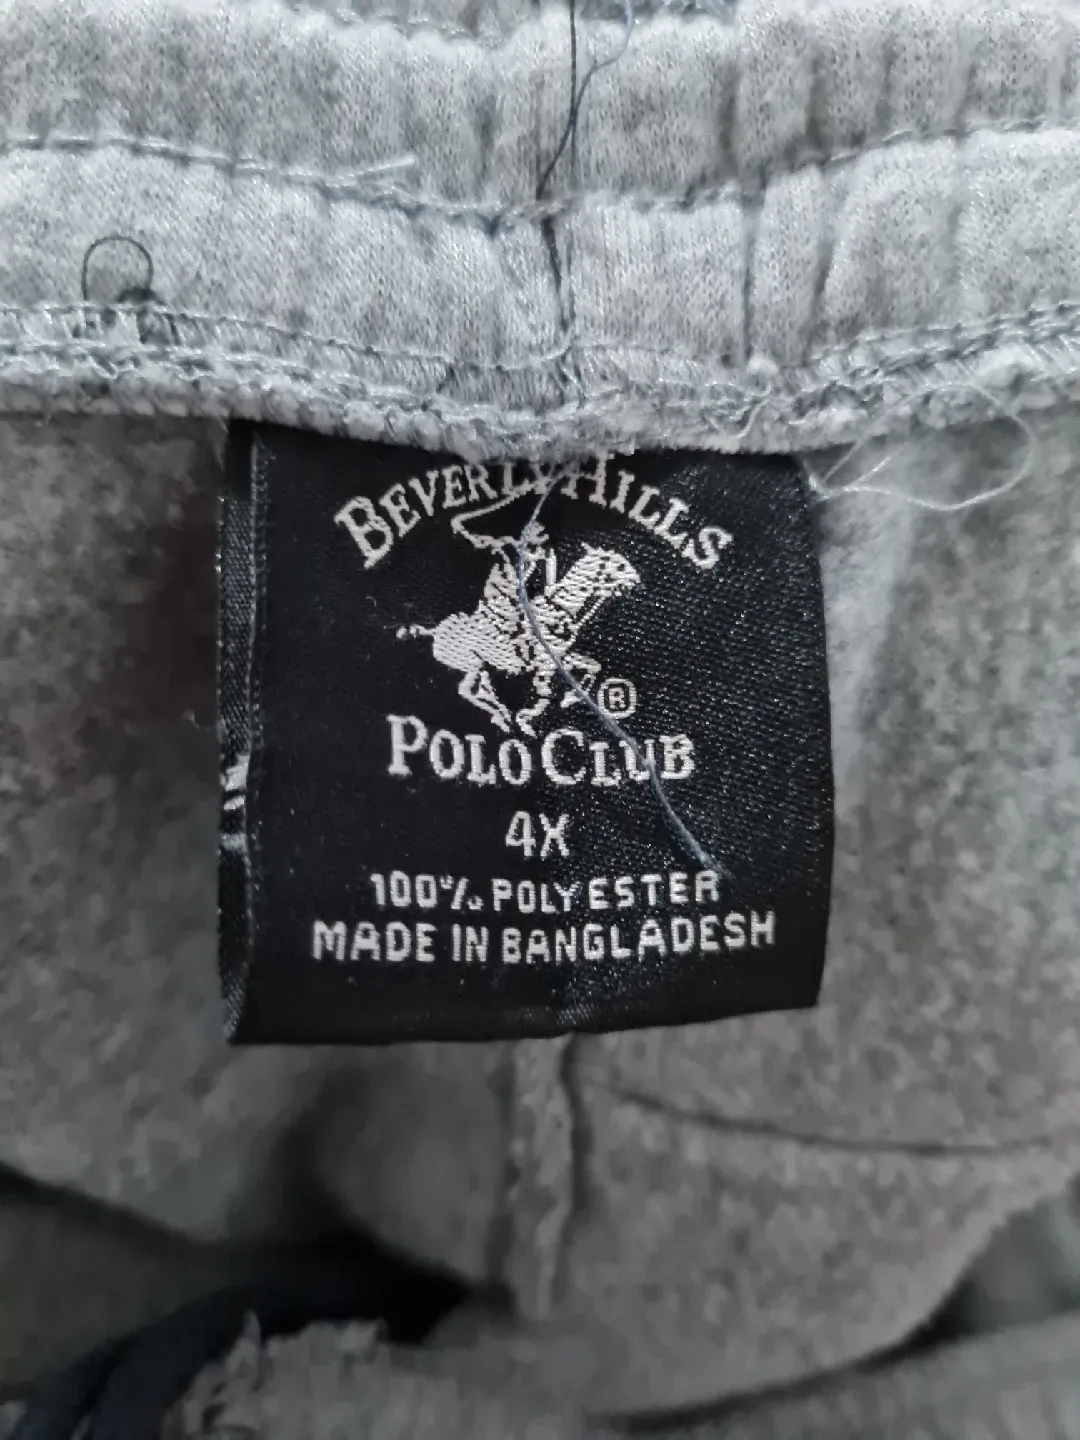 BEVERLY HILLS
®
POLO CLUB
4X
100% POLYESTER
MADE IN BANGLADESH